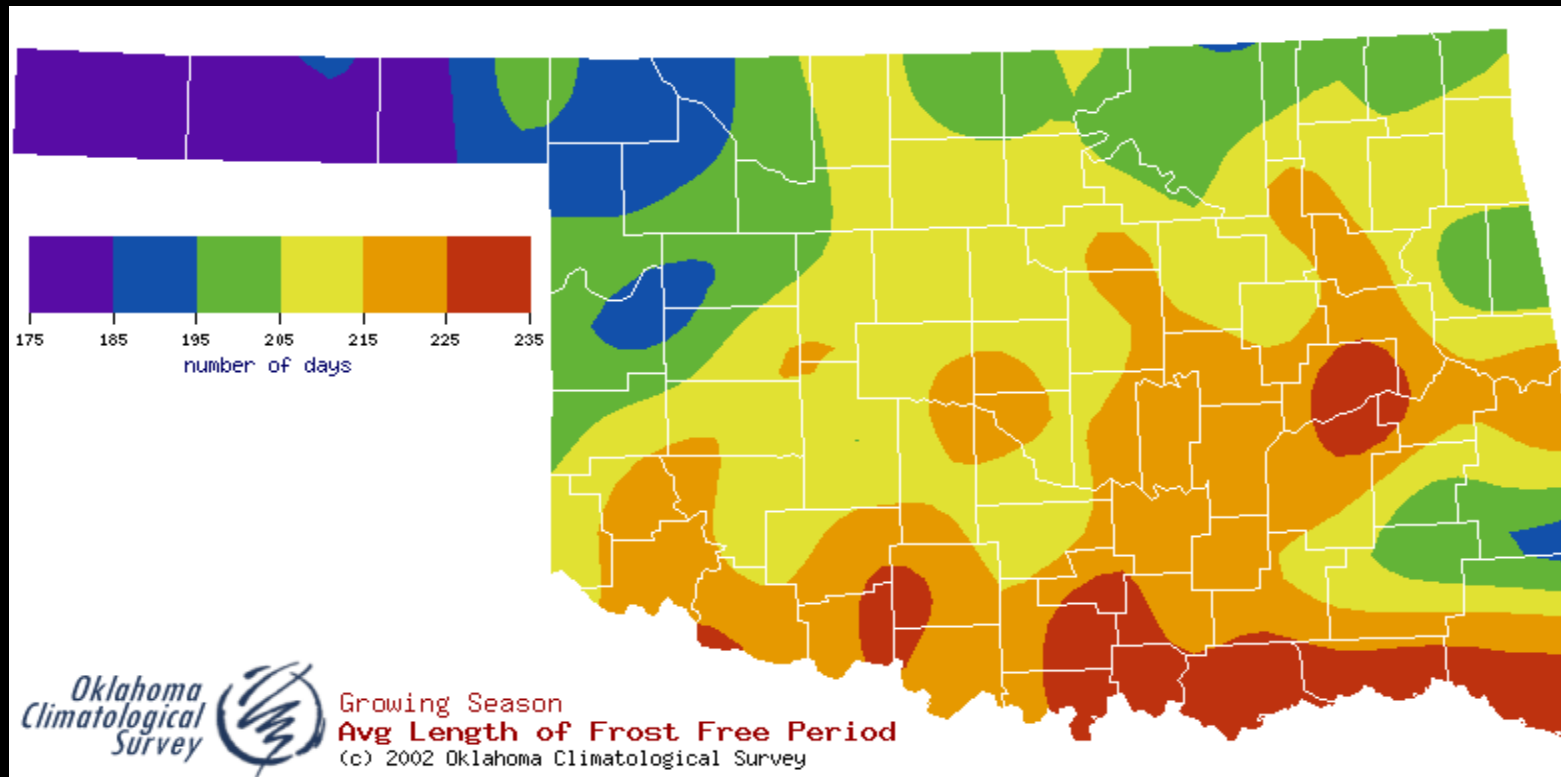 175 185 195 205 215 225 235
number of days
Oklahoma
Climatological
Survey
Growing Season
Avg Length of Frost Free Period
(c) 2002 Oklahoma Climatological Survey